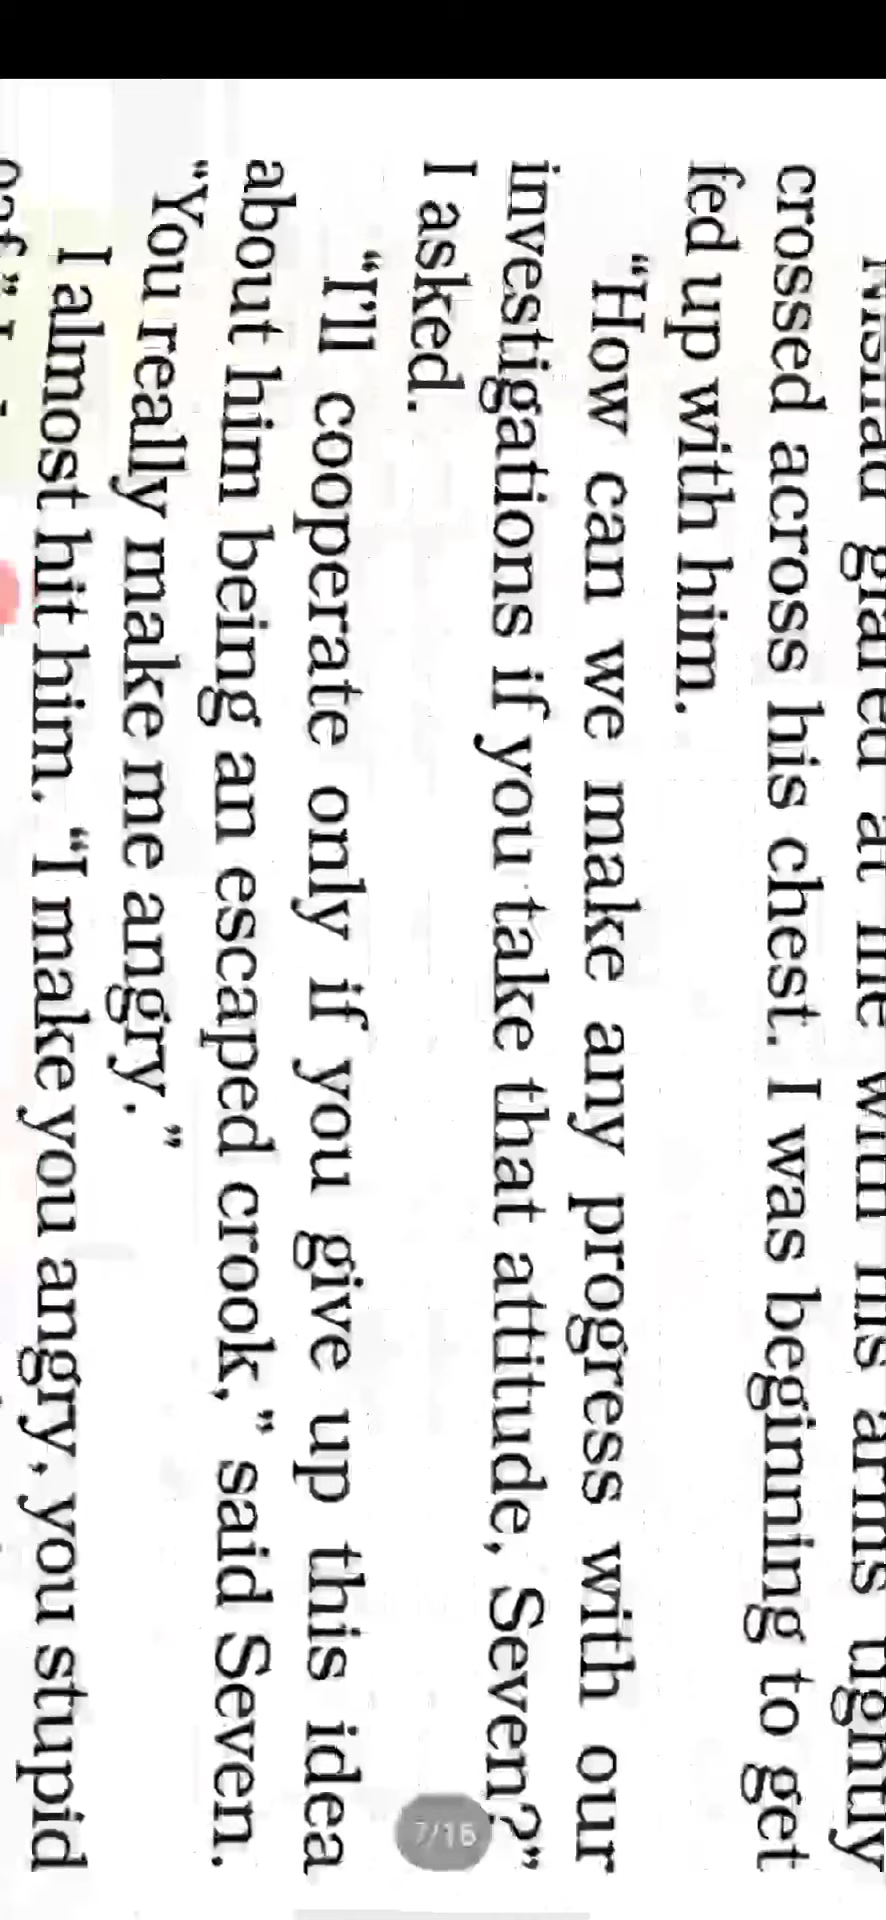 glared at me with his arms tightly
crossed across his chest. I was beginning to get
fed up with him.
“How can we make any progress with our
investigations if you take that attitude, Seven?”
I asked.
“I'll cooperate only if you give up this idea
about him being an escaped crook,” said Seven.
“You really make me angry.”
I almost hit him. “I make you angry, you stupid
7/16